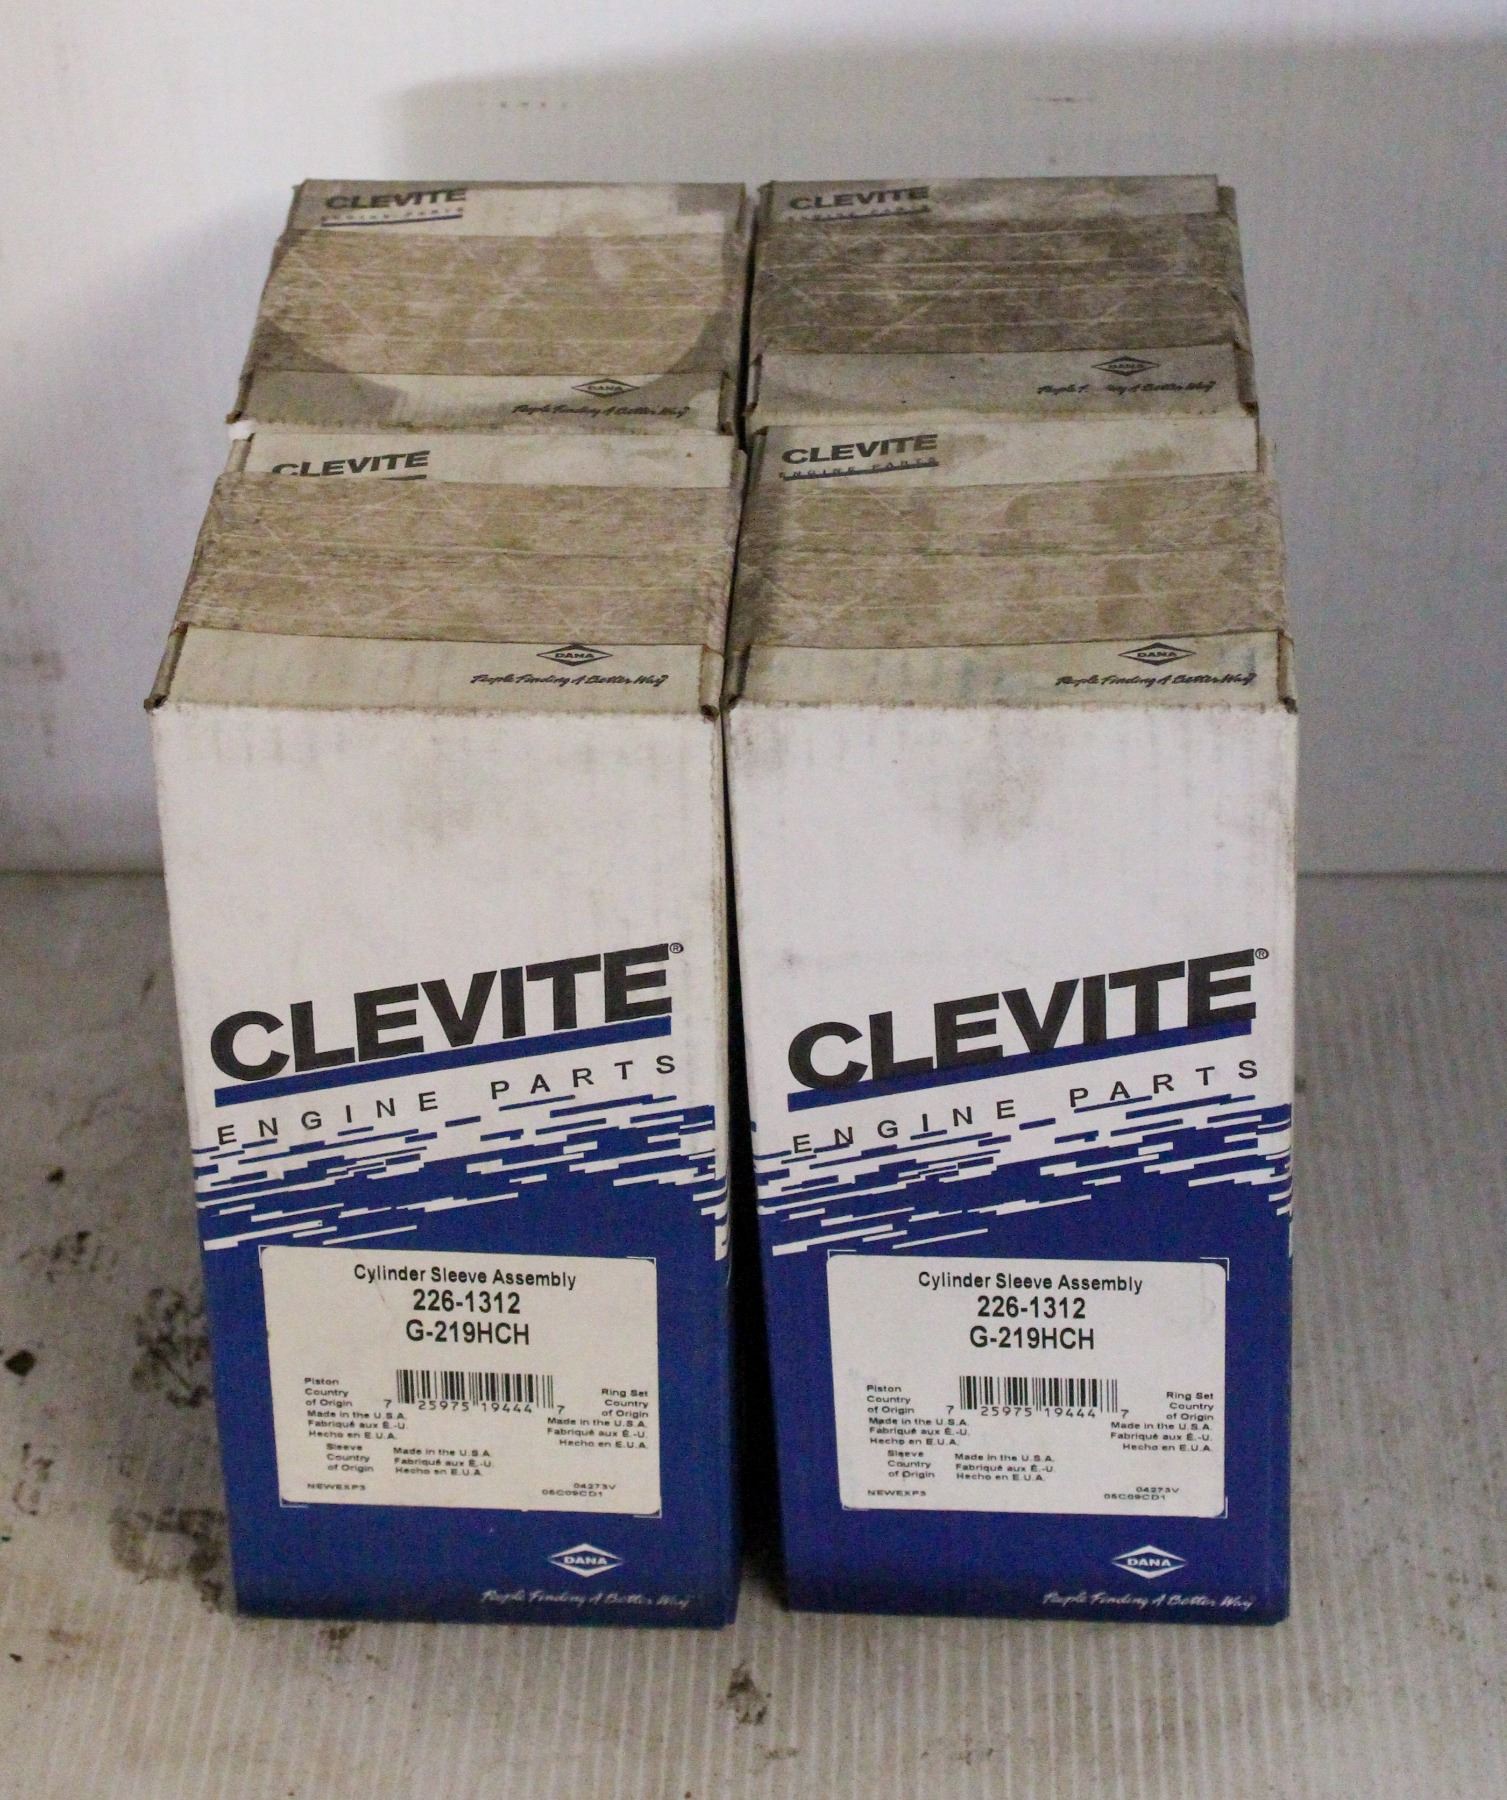 CLEVITE
ENGINE PARTS
DANA
People Finding A Better Way
CLEVITE
ENGINE PARTS
DANA
A Better Way
CLEVITE
DANA
People Finding A Better Way
CLEVITE
ENGINE PARTS
DANA
People Finding A Better Way
CLEVITE®
ENGINE PARTS
Cylinder Sleeve Assembly
226-1312
G-219HCH
Piston
Country
of Origin
Made in the U.S.A.
Fabriqué aux É.-U.
Hecho en E.U.A.
7 25975 19444 7
Ring Set
Country
of Origin
Made in the U.S.A.
Fabriqué aux É.-U.
Hecho en E.U.A.
Sleeve
Country
of Origin
Made in the U.S.A.
Fabriqué aux É.-U.
Hecho en E.U.A.
NEWEXP3
04273V
05C09CD1
DANA
People Finding A Better Way
CLEVITE®
ENGINE PARTS
Cylinder Sleeve Assembly
226-1312
G-219HCH
Piston
Country
of Origin
Made in the U.S.A.
Fabriqué aux É.-U.
Hecho en E.U.A.
7 25975 19444 7
Ring Set
Country
of Origin
Made in the U.S.A.
Fabriqué aux É.-U.
Hecho en E.U.A.
Sleeve
Country
of Origin
Made in the U.S.A.
Fabriqué aux É.-U.
Hecho en E.U.A.
NEWEXP3
04273V
05C09CD1
DANA
People Finding A Better Way